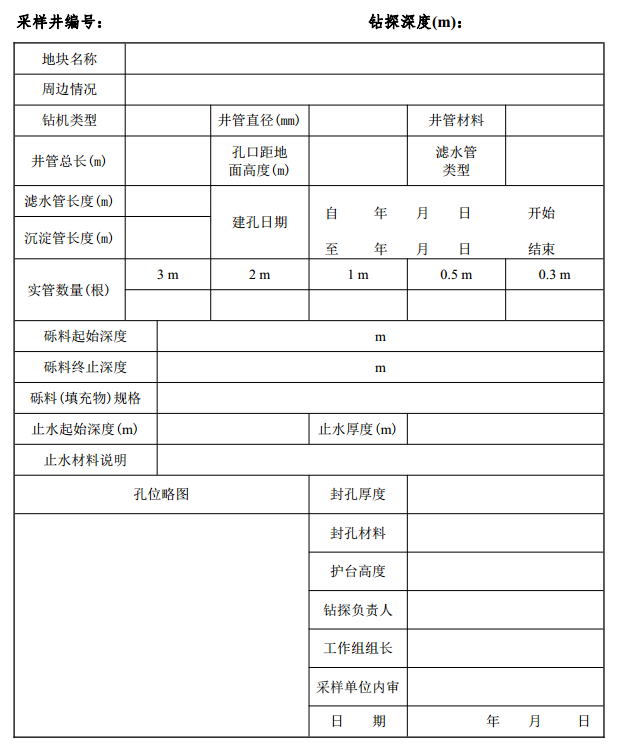 采样井编号： 钻探深度(m)：
地块名称
周边情况
钻机类型 井管直径(mm) 井管材料
井管总长(m) 孔口距地 滤水管
面高度(m) 类型
滤水管长度(m) 建孔日期 自 年 月 日 开始
沉淀管长度(m) 至 年 月 日 结束
实管数量(根) 3 m 2 m 1 m 0.5 m 0.3 m
砾料起始深度 m
砾料终止深度 m
砾料(填充物)规格
止水起始深度(m) 止水厚度(m)
止水材料说明
孔位略图 封孔厚度
封孔材料
护台高度
钻探负责人
工作组组长
采样单位内审
日 期 年 月 日